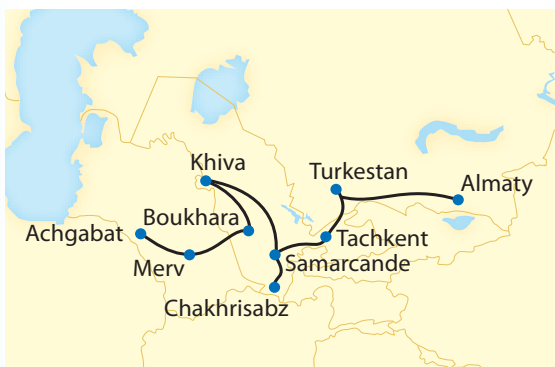 Khiva
Turkestan
Almaty
Boukhara
Achgabat
Tachkent
Merv
Samarcande
Chakhrisabz